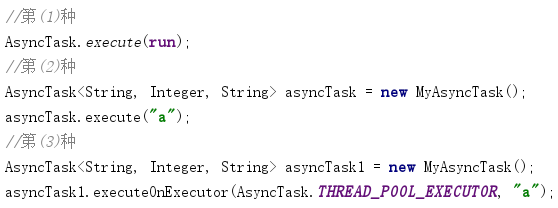 //第(1)种
AsyncTask.execute(run);
//第(2)种
AsyncTask<String, Integer, String> asyncTask = new MyAsyncTask();
asyncTask.execute("a");
//第(3)种
AsyncTask<String, Integer, String> asyncTask1 = new MyAsyncTask();
asyncTask1.executeOnExecutor(AsyncTask.THREAD_POOL_EXECUTOR, "a");